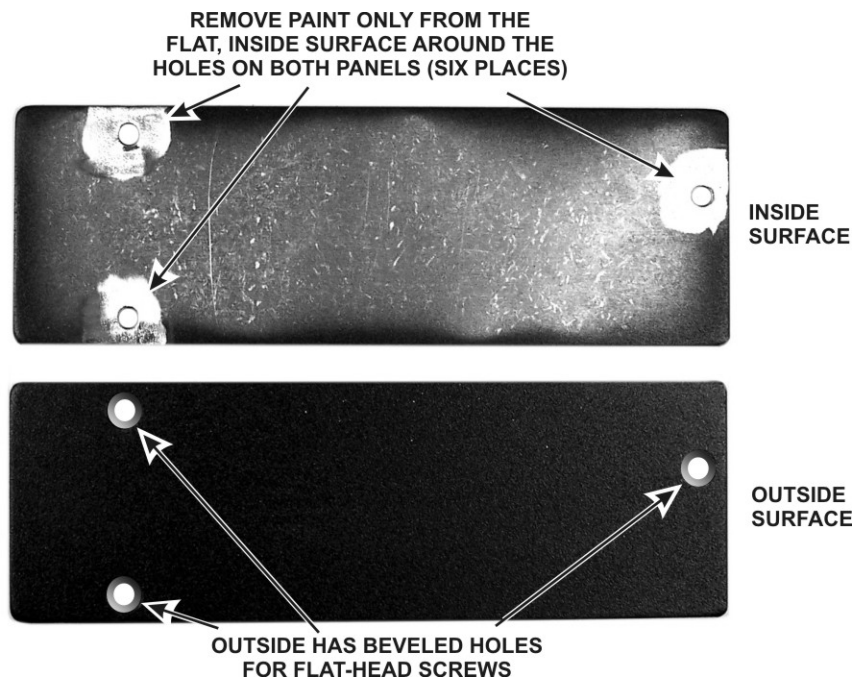 REMOVE PAINT ONLY FROM THE
FLAT, INSIDE SURFACE AROUND THE
HOLES ON BOTH PANELS (SIX PLACES)
INSIDE
SURFACE
OUTSIDE
SURFACE
OUTSIDE HAS BEVELED HOLES
FOR FLAT-HEAD SCREWS